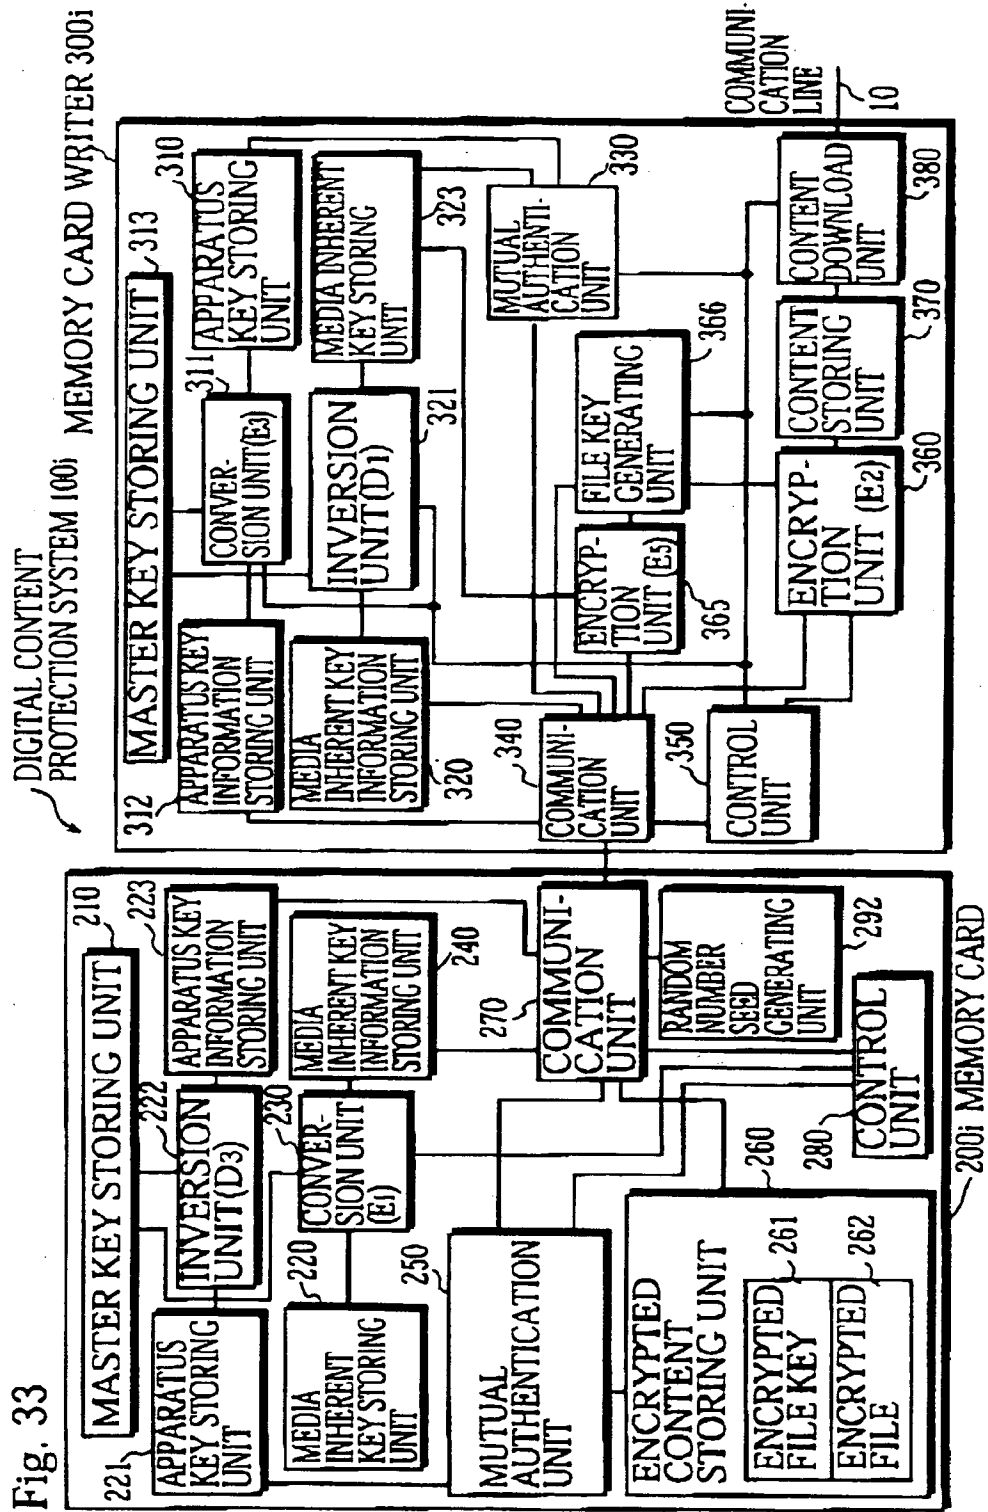 Fig. 33
DIGITAL CONTENT
PROTECTION SYSTEM 100i
MEMORY CARD WRITER 300i
MASTER KEY STORING UNIT
210
APPARATUS
KEY STORING
UNIT
221
INVERSION
UNIT(D3)
222
APPARATUS KEY
INFORMATION
STORING UNIT
223
MEDIA
INHERENT
KEY STORING
UNIT
220
CONVER-
SION UNIT
(E1)
230
MEDIA
INHERENT KEY
INFORMATION
STORING UNIT
240
MUTUAL
AUTHENTICATION
UNIT
250
COMMUNI-
CATION
UNIT
270
RANDOM
NUMBER
SEED
GENERATING
UNIT
292
ENCRYPTED
CONTENT
STORING UNIT
260
ENCRYPTED
FILE KEY
261
ENCRYPTED
FILE
262
CONTROL
UNIT
280
200i MEMORY CARD
MASTER KEY STORING UNIT
313
APPARATUS KEY
INFORMATION
STORING UNIT
312
CONVER-
SION UNIT(E3)
311
APPARATUS
KEY STORING
UNIT
310
MEDIA
INHERENT KEY
INFORMATION
STORING UNIT
320
INVERSION
UNIT(D1)
321
MEDIA INHERENT
KEY STORING
UNIT
323
MUTUAL
AUTHENTI-
CATION
UNIT
330
COMMUNI-
CATION
UNIT
340
ENCRYP-
TION
UNIT (E5)
365
FILE KEY
GENERATING
UNIT
366
CONTROL
UNIT
350
ENCRYP-
TION
UNIT (E2)
360
CONTENT
STORING
UNIT
370
CONTENT
DOWNLOAD
UNIT
380
COMMUNI-
CATION
LINE
10